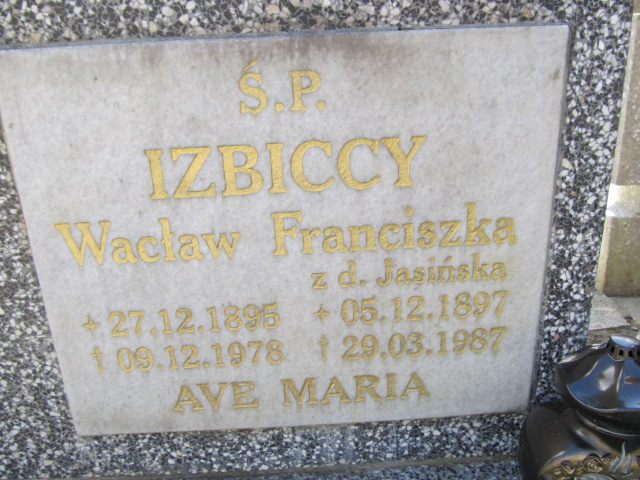 Ś.P.
IZBICCY
Wacław Franciszka
z d. Jasińska
+ 27.12.1895 + 05.12.1897
† 09.12.1978 † 29.03.1987
AVE MARIA